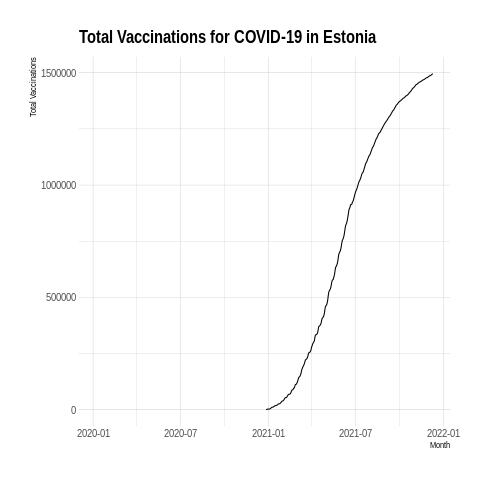 Total Vaccinations for COVID-19 in Estonia
Total Vaccinations
1500000
1000000
500000
0
2020-01 2020-07 2021-01 2021-07 2022-01
Month